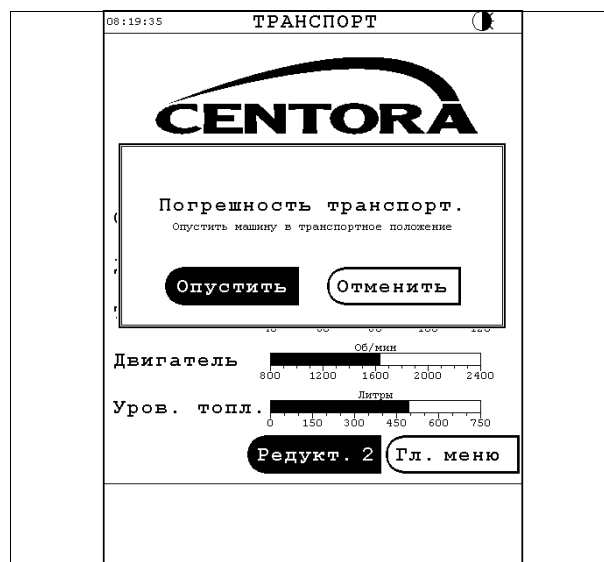 08:19:35 ТРАНСПОРТ
CENTORA
Погрешность транспорт.
Опустить машину в транспортное положение
Опустить Отменить
Об/мин
Двигатель
800 1200 1600 2000 2400
Литры
Уров. топл.
0 150 300 450 600 750
Редукт. 2 Гл. меню